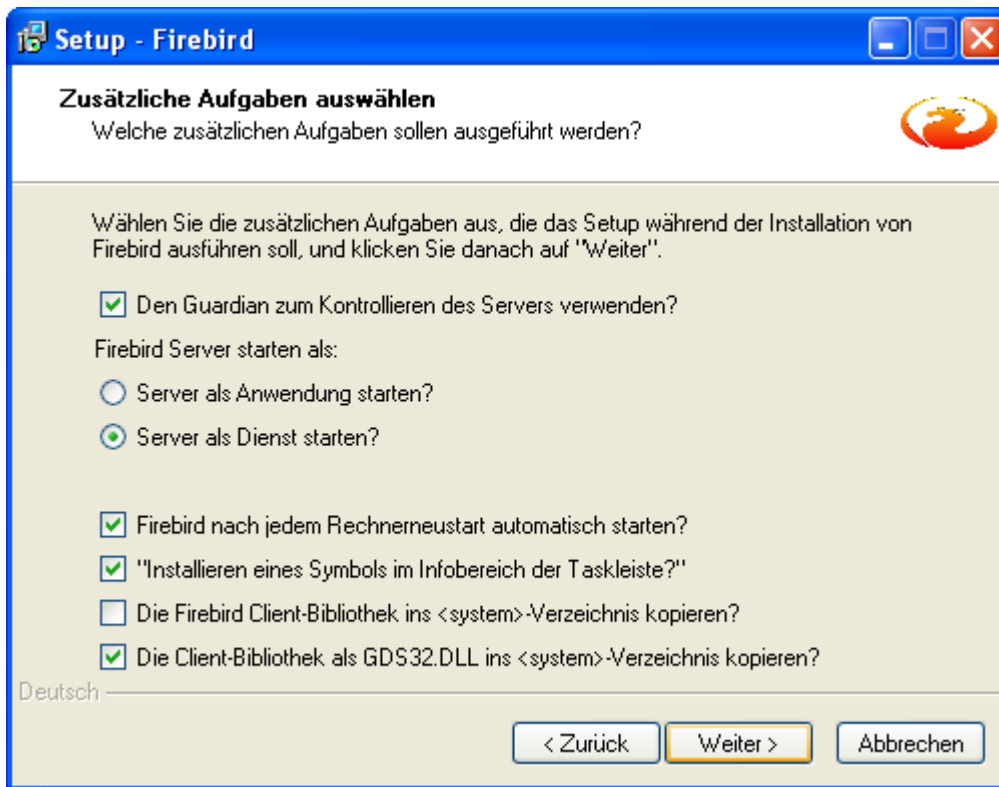 Setup - Firebird
Zusätzliche Aufgaben auswählen
Welche zusätzlichen Aufgaben sollen ausgeführt werden?
Wählen Sie die zusätzlichen Aufgaben aus, die das Setup während der Installation von
Firebird ausführen soll, und klicken Sie danach auf "Weiter".
Den Guardian zum Kontrollieren des Servers verwenden?
Firebird Server starten als:
Server als Anwendung starten?
Server als Dienst starten?
Firebird nach jedem Rechnerneustart automatisch starten?
"Installieren eines Symbols im Infobereich der Taskleiste?"
Die Firebird Client-Bibliothek ins <system>-Verzeichnis kopieren?
Die Client-Bibliothek als GDS32.DLL ins <system>-Verzeichnis kopieren?
Deutsch
< Zurück Weiter > Abbrechen